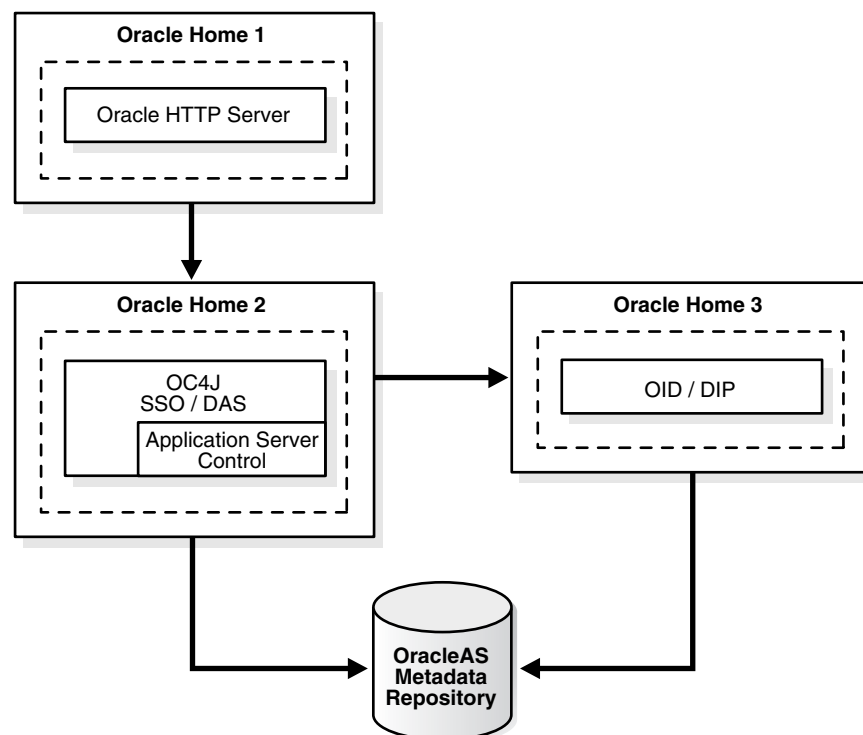 Oracle Home 1
Oracle HTTP Server
Oracle Home 2
OC4J
SSO / DAS
Application Server
Control
Oracle Home 3
OID / DIP
OracleAS
Metadata
Repository